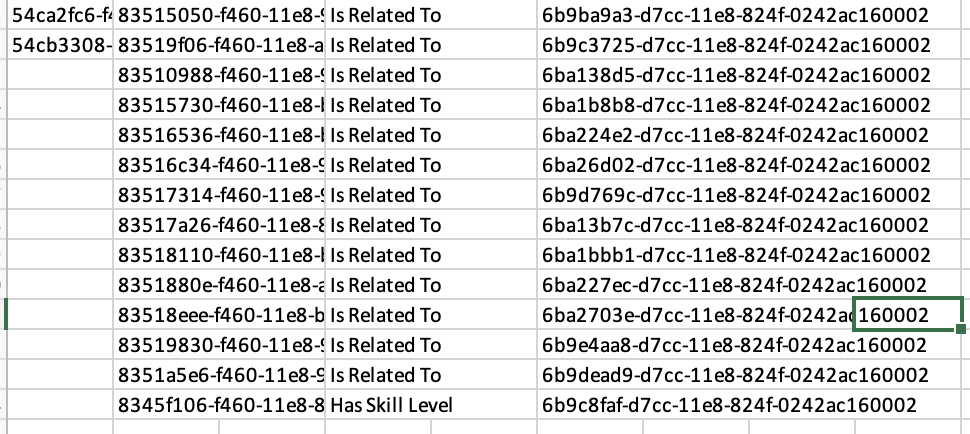 54ca2fc6-f4 83515050-f460-11e8-9 Is Related To 6b9ba9a3-d7cc-11e8-824f-0242ac160002
54cb3308- 83519f06-f460-11e8-a Is Related To 6b9c3725-d7cc-11e8-824f-0242ac160002
83510988-f460-11e8-9 Is Related To 6ba138d5-d7cc-11e8-824f-0242ac160002
83515730-f460-11e8-b Is Related To 6ba1b8b8-d7cc-11e8-824f-0242ac160002
83516536-f460-11e8-b Is Related To 6ba224e2-d7cc-11e8-824f-0242ac160002
83516c34-f460-11e8-9 Is Related To 6ba26d02-d7cc-11e8-824f-0242ac160002
83517314-f460-11e8-9 Is Related To 6b9d769c-d7cc-11e8-824f-0242ac160002
83517a26-f460-11e8-8 Is Related To 6ba13b7c-d7cc-11e8-824f-0242ac160002
83518110-f460-11e8-b Is Related To 6ba1bbb1-d7cc-11e8-824f-0242ac160002
8351880e-f460-11e8-a Is Related To 6ba227ec-d7cc-11e8-824f-0242ac160002
83518eee-f460-11e8-b Is Related To 6ba2703e-d7cc-11e8-824f-0242ac160002
83519830-f460-11e8-9 Is Related To 6b9e4aa8-d7cc-11e8-824f-0242ac160002
8351a5e6-f460-11e8-9 Is Related To 6b9dead9-d7cc-11e8-824f-0242ac160002
8345f106-f460-11e8-8 Has Skill Level 6b9c8faf-d7cc-11e8-824f-0242ac160002